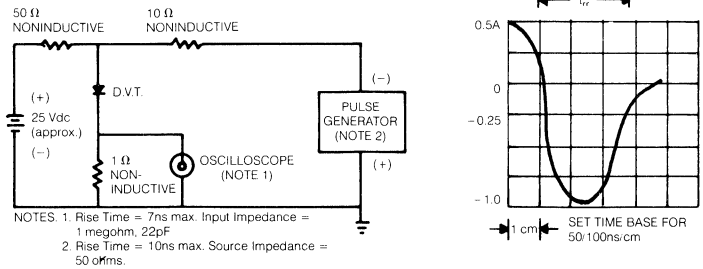 50 Ω
NONINDUCTIVE
10 Ω
NONINDUCTIVE
(+)
25 Vdc
(approx.)
(−)
D.V.T.
1 Ω
NON-
INDUCTIVE
OSCILLOSCOPE
(NOTE 1)
(−)
PULSE
GENERATOR
(NOTE 2)
(+)
NOTES. 1. Rise Time = 7ns max. Input Impedance =
1 megohm, 22pF
2. Rise Time = 10ns max. Source Impedance =
50 ohms.
trr
0.5A
0
−0.25
−1.0
1 cm
SET TIME BASE FOR
50/100ns/cm